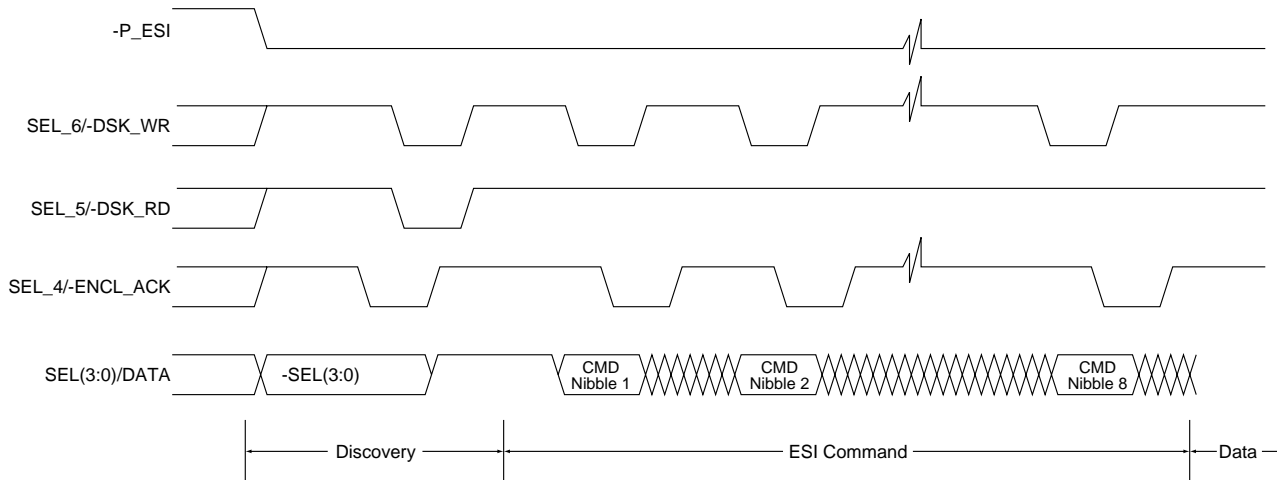 -P_ESI
SEL_6/-DSK_WR
SEL_5/-DSK_RD
SEL_4/-ENCL_ACK
SEL(3:0)/DATA
-SEL(3:0)
CMD
Nibble 1
CMD
Nibble 2
CMD
Nibble 8
Discovery
ESI Command
Data